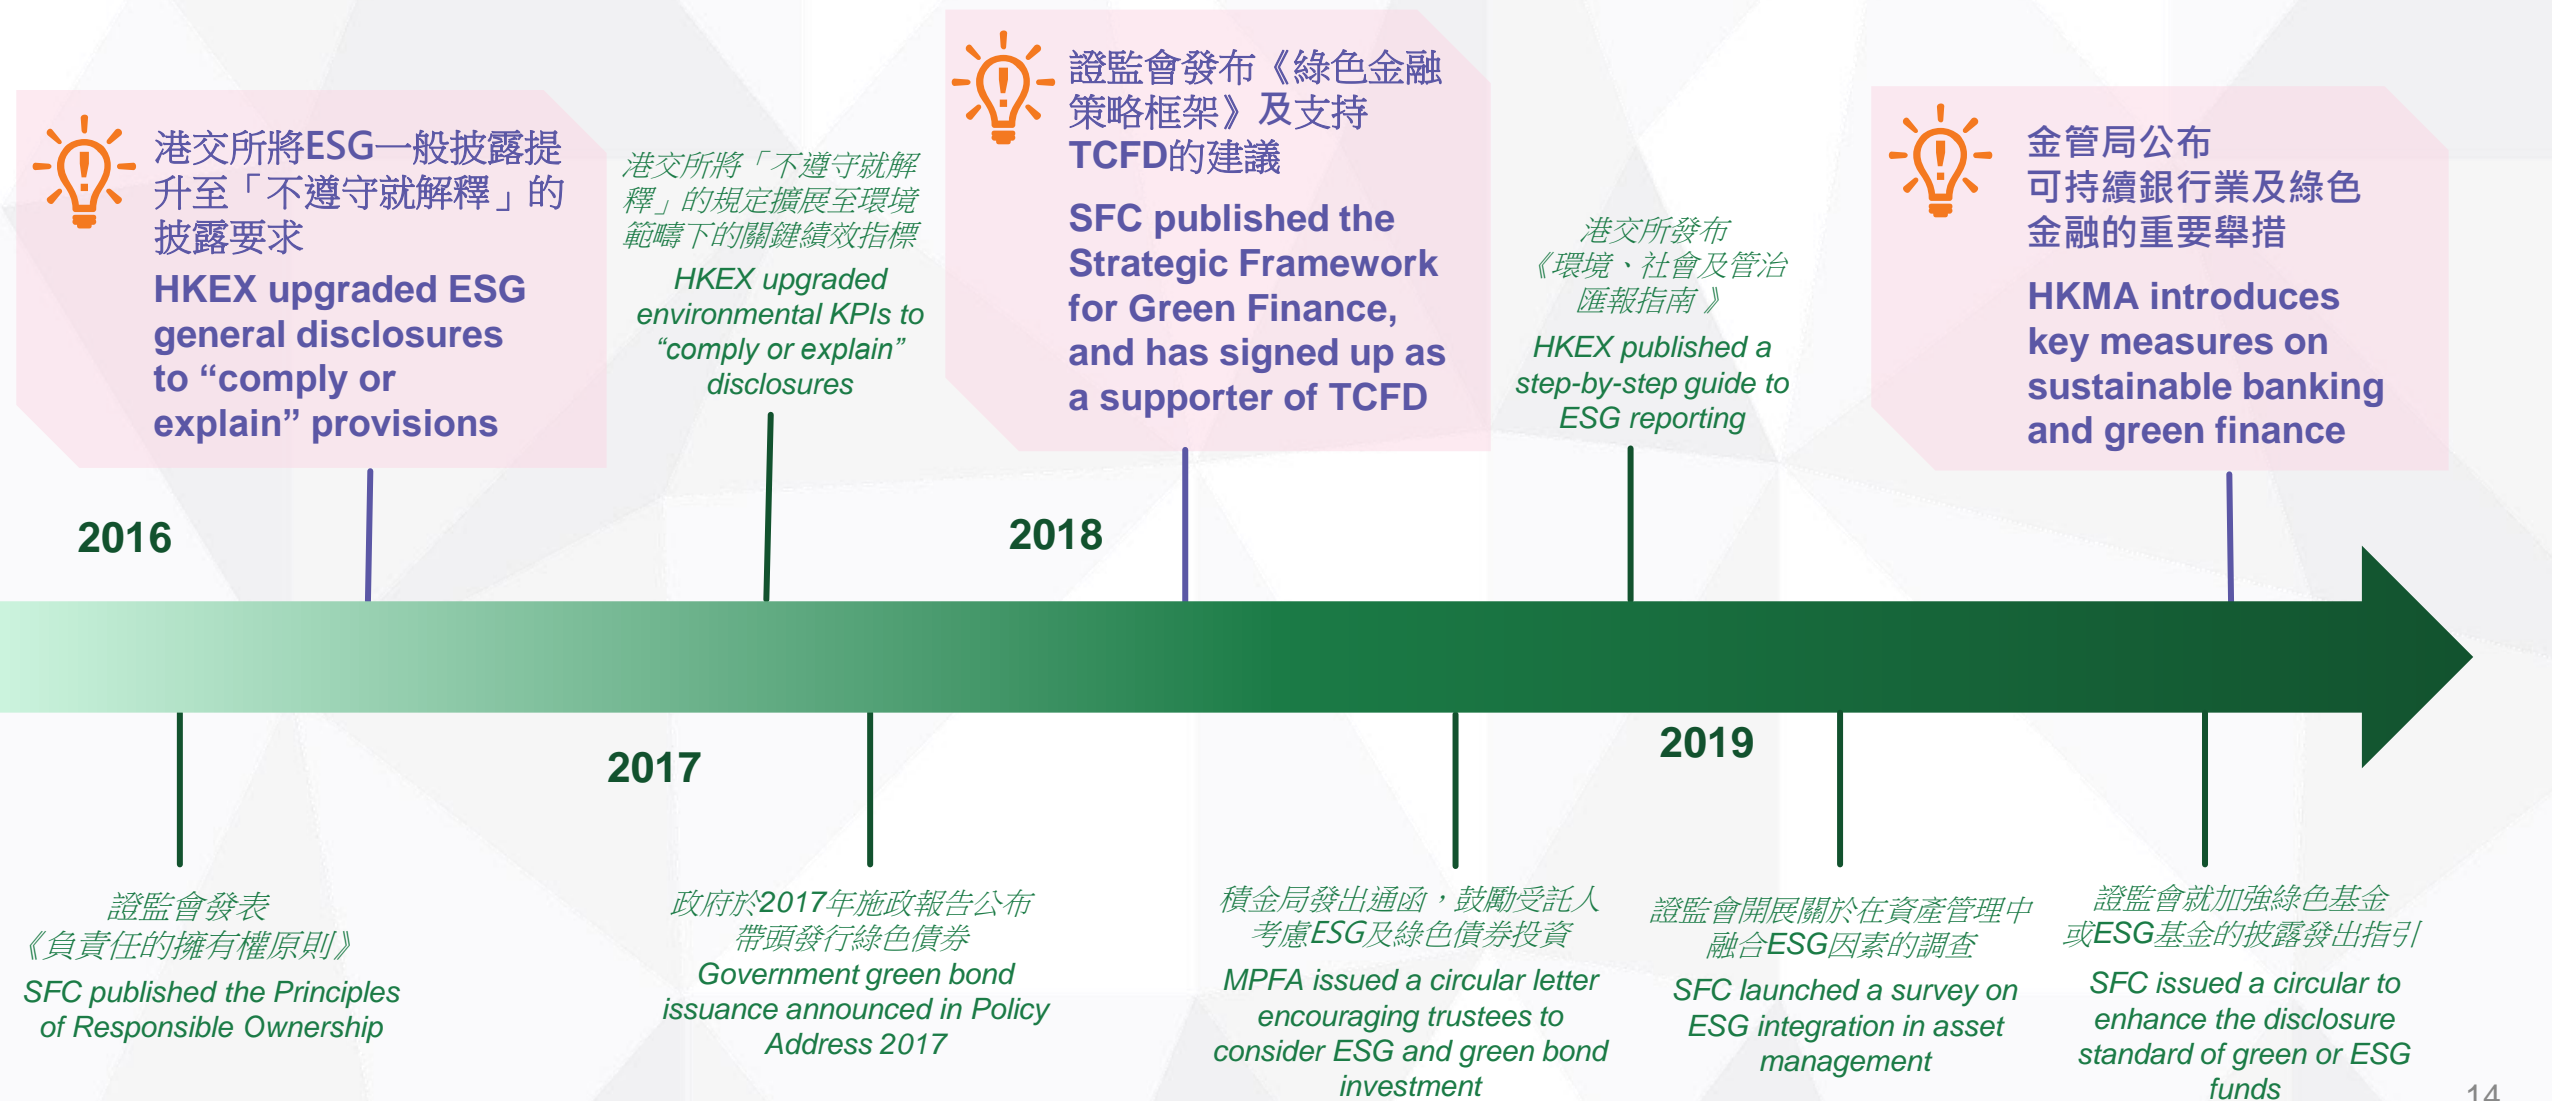 港交所將ESG一般披露提
升至「不遵守就解釋」的
披露要求
HKEX upgraded ESG
general disclosures
to “comply or
explain” provisions
港交所將「不遵守就解
釋」的規定擴展至環境
範疇下的關鍵績效指標
HKEX upgraded
environmental KPIs to
“comply or explain”
disclosures
證監會發布《綠色金融
策略框架》及支持
TCFD的建議
SFC published the
Strategic Framework
for Green Finance,
and has signed up as
a supporter of TCFD
港交所發布
《環境、社會及管治
匯報指南》
HKEX published a
step-by-step guide to
ESG reporting
金管局公布
可持續銀行業及綠色
金融的重要舉措
HKMA introduces
key measures on
sustainable banking
and green finance
2016
2018
2017
2019
證監會發表
《負責任的擁有權原則》
SFC published the Principles
of Responsible Ownership
政府於2017年施政報告公布
帶頭發行綠色債券
Government green bond
issuance announced in Policy
Address 2017
積金局發出通函，鼓勵受託人
考慮ESG及綠色債券投資
MPFA issued a circular letter
encouraging trustees to
consider ESG and green bond
investment
證監會開展關於在資產管理中
融合ESG因素的調查
SFC launched a survey on
ESG integration in asset
management
證監會就加強綠色基金
或ESG基金的披露發出指引
SFC issued a circular to
enhance the disclosure
standard of green or ESG
funds
14